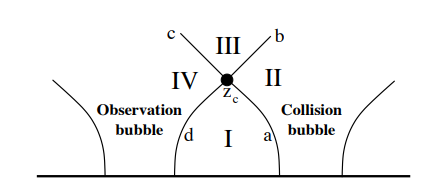 c
III
b
IV
z_c
II
Observation
bubble
Collision
bubble
d
I
a